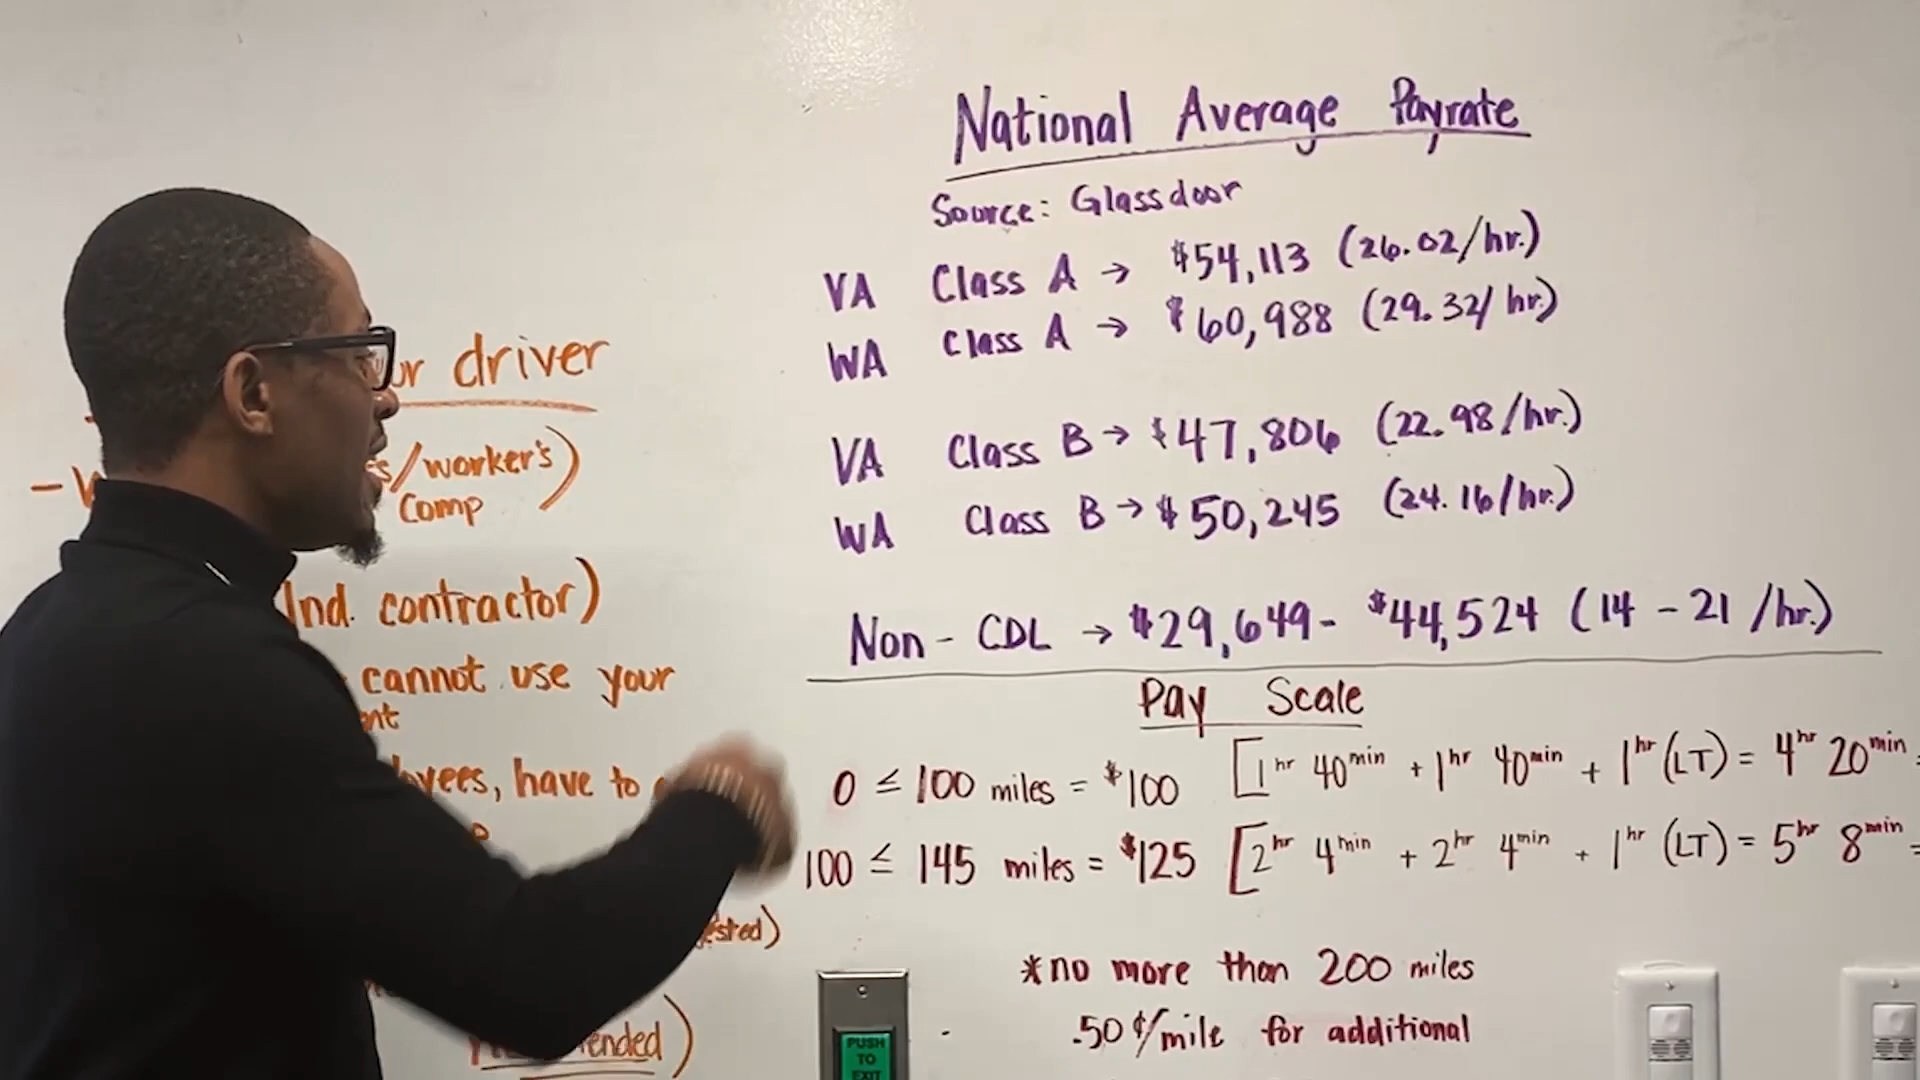 driver
s/worker's)
Comp
Ind. contractor)
cannot use your
nt
oyees, have to
ested)
ended)
National Average Payrate
Source: Glassdoor
VA Class A → $54,113 (26.02/hr.)
WA Class A → $60,988 (29.32/hr)
VA Class B → $47,806 (22.98/hr.)
WA Class B → $50,245 (24.16/hr.)
Non-CDL → $29,649- $44,524 (14-21/hr.)
Pay Scale
0 ≤ 100 miles = $100 [1hr 40min + 1hr 40min + 1hr (LT) = 4hr 20min =
100 ≤ 145 miles = $125 [2hr 4min + 2hr 4min + 1hr (LT) = 5hr 8min =
*no more than 200 miles
.50¢/mile for additional
PUSH
TO
EXIT